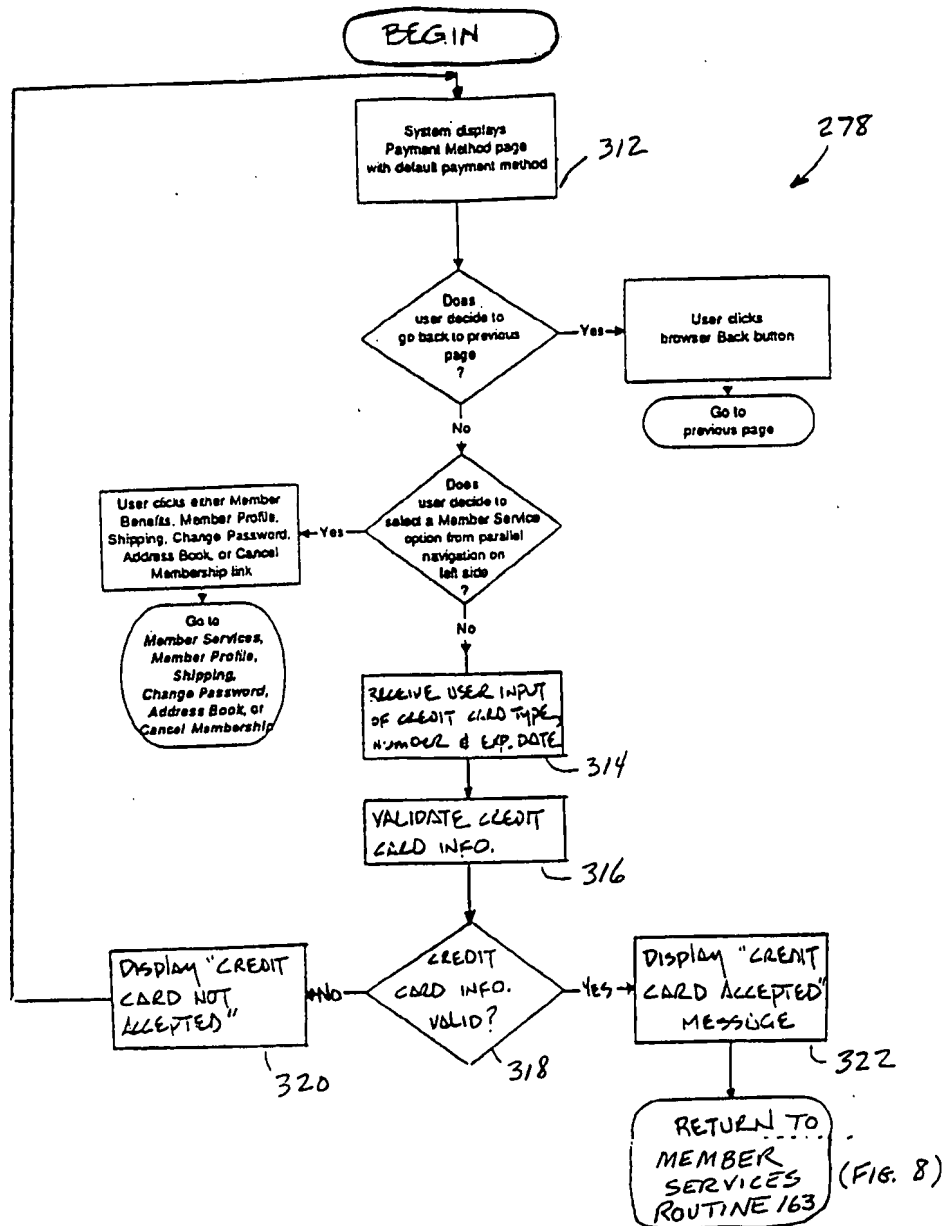 BEGIN
System displays
Payment Method page
with default payment method
312
278
Does
user decide to
go back to previous
page
?
Yes
User clicks
browser Back button
Go to
previous page
No
Does
user decide to
select a Member Service
option from parallel
navigation on
left side
?
Yes
User clicks either Member
Benefits, Member Profile,
Shipping, Change Password,
Address Book, or Cancel
Membership link
Go to
Member Services,
Member Profile,
Shipping,
Change Password,
Address Book, or
Cancel Membership
No
RECEIVE USER INPUT
OF CREDIT CARD TYPE,
NUMBER & EXP. DATE
314
VALIDATE CREDIT
CARD INFO.
316
CREDIT
CARD INFO.
VALID?
318
NO
DISPLAY "CREDIT
CARD NOT
ACCEPTED"
320
YES
DISPLAY "CREDIT
CARD ACCEPTED"
MESSAGE
322
RETURN TO
MEMBER
SERVICES
ROUTINE 163
(FIG. 8)